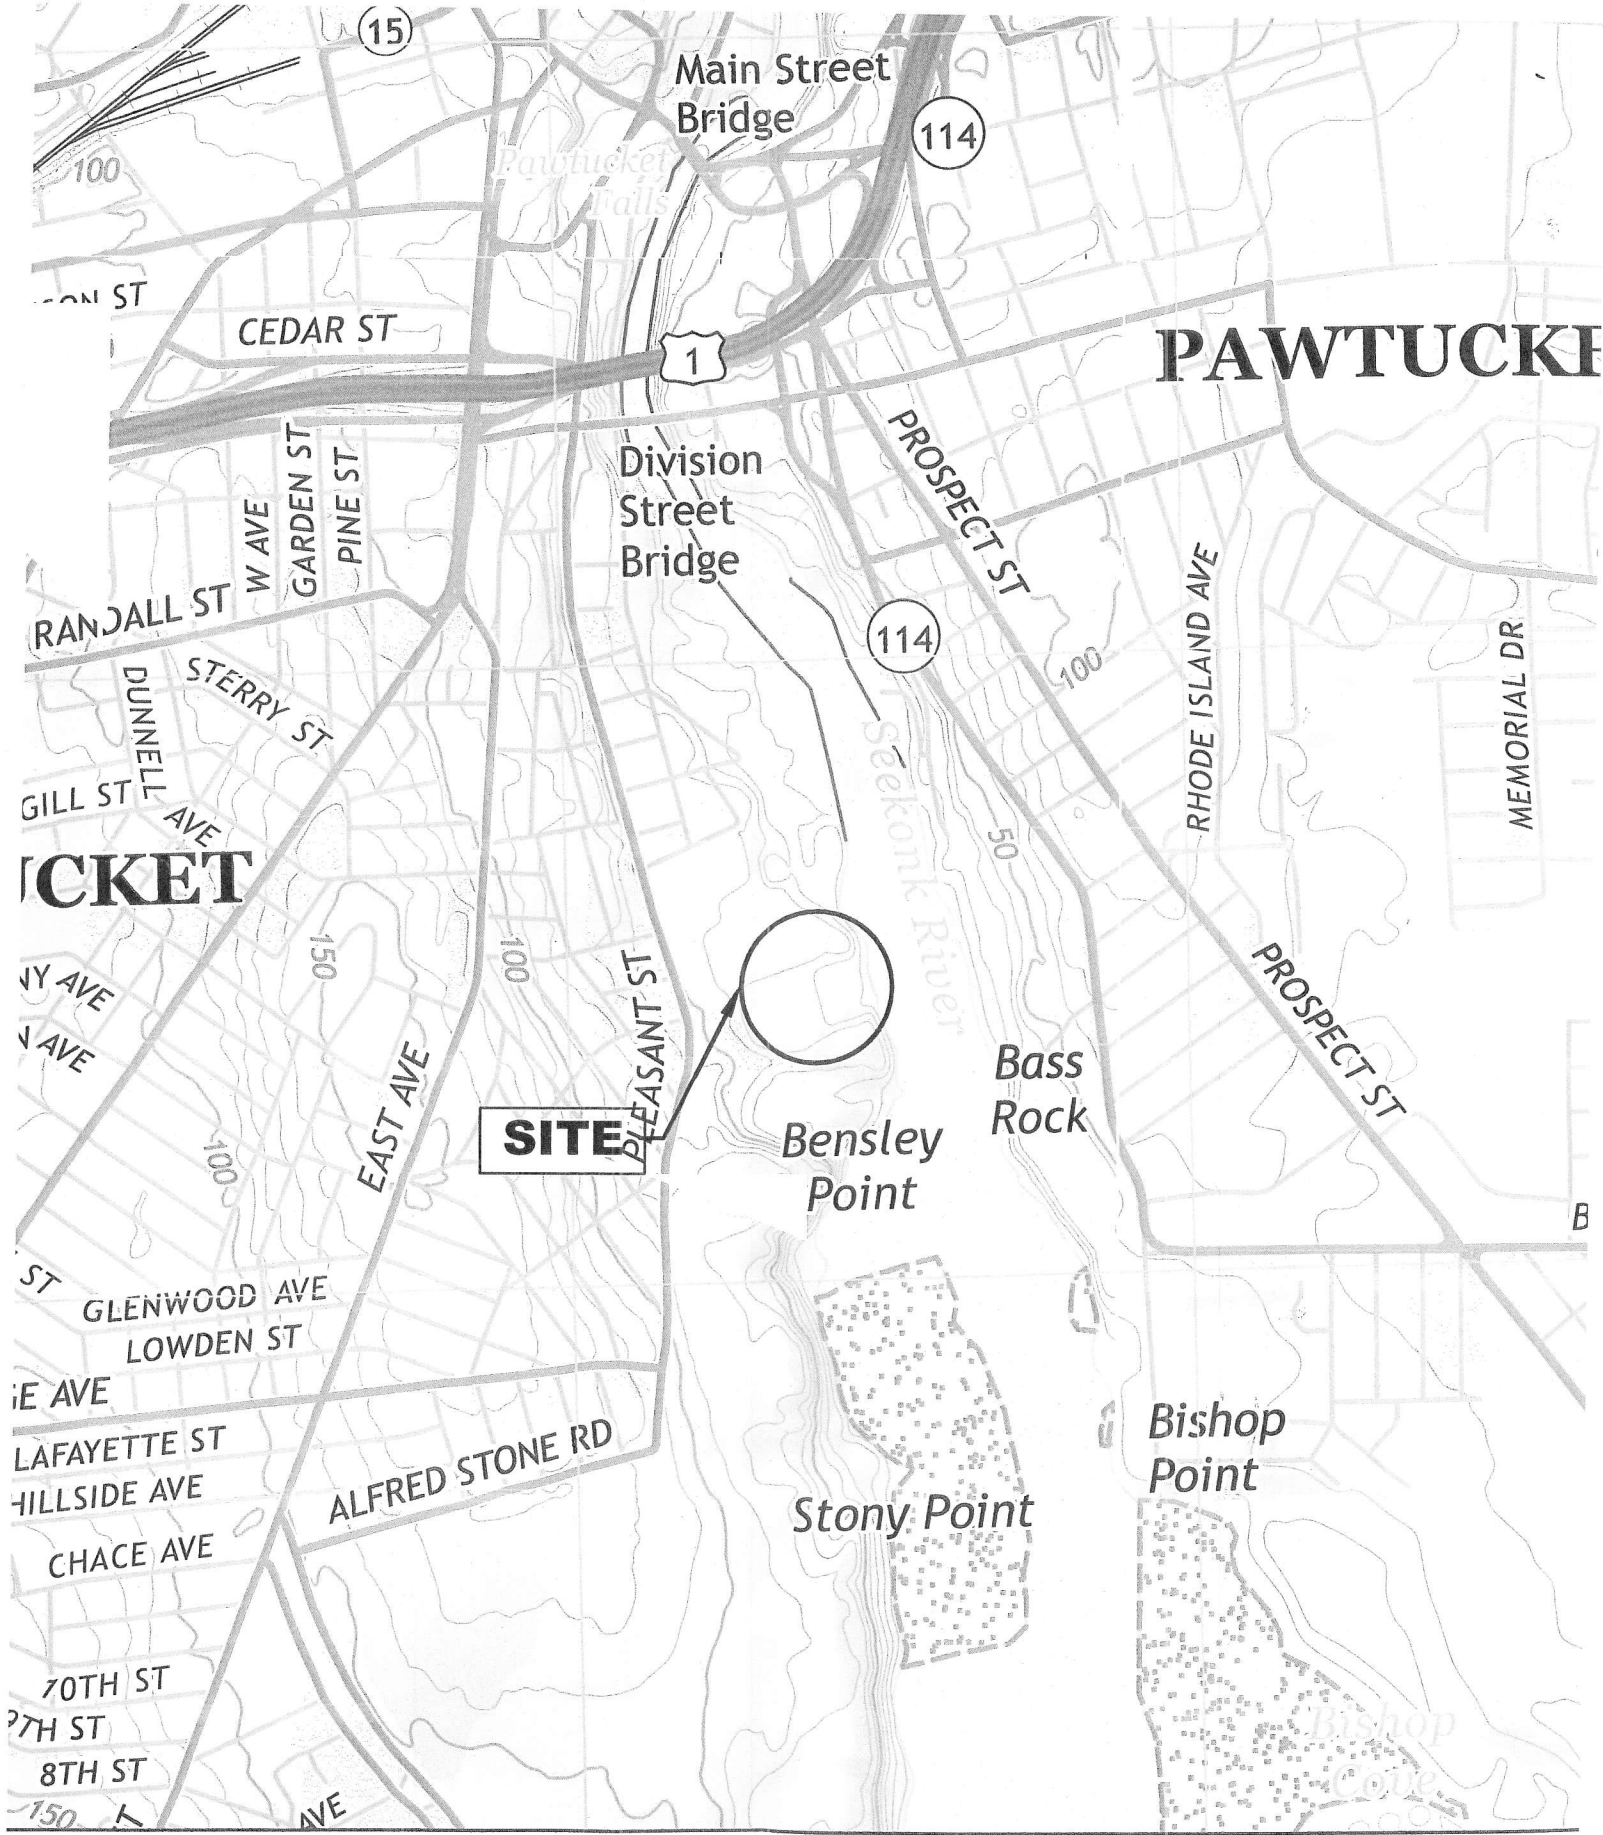 15
Main Street
Bridge
114
100
Pawtucket
Falls
ST
CEDAR ST
1
PAWTUCKE
PROSPECT ST
Division
Street
Bridge
W AVE
GARDEN ST
PINE ST
RANDALL ST
114
100
RHODE ISLAND AVE
MEMORIAL DR
DUNNELL AVE
STERRY ST
GILL ST
Seekonk River
50
UCKET
150
100
PLEASANT ST
PROSPECT ST
NY AVE
N AVE
EAST AVE
Bass
Rock
SITE
100
Bensley
Point
B
ST
GLENWOOD AVE
LOWDEN ST
GE AVE
LAFAYETTE ST
HILLSIDE AVE
ALFRED STONE RD
Bishop
Point
Stony Point
CHACE AVE
10TH ST
9TH ST
8TH ST
150
T
AVE
Bishop
Cove